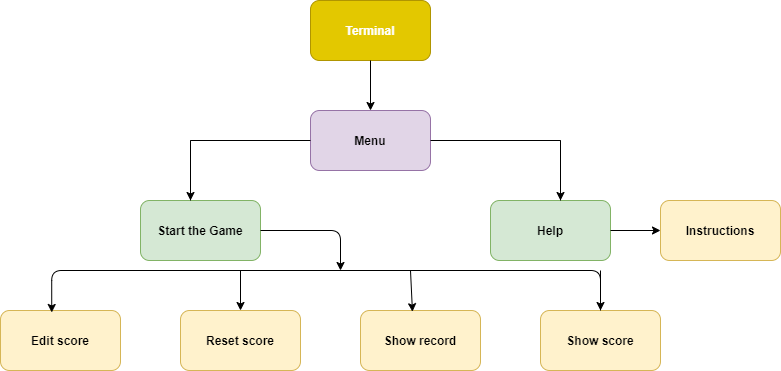 Terminal
Menu
Start the Game
Help
Instructions
Edit score
Reset score
Show record
Show score